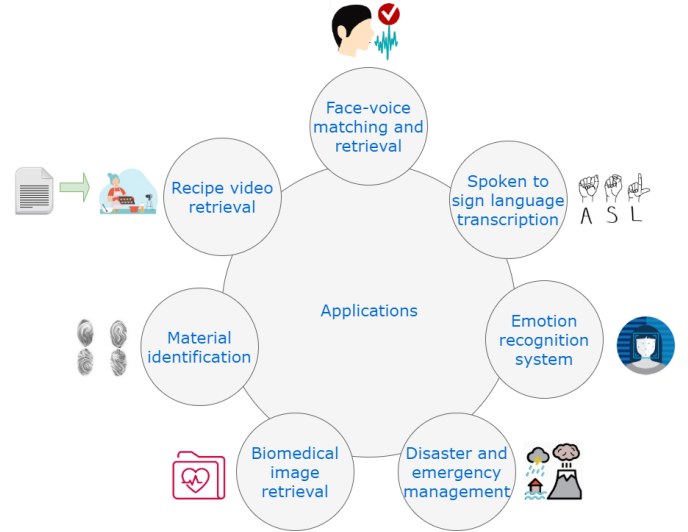 Face-voice
matching and
retrieval
Recipe video
retrieval
Spoken to
sign language
transcription
A S L
Applications
Material
identification
Emotion
recognition
system
Biomedical
image
retrieval
Disaster and
emergency
management